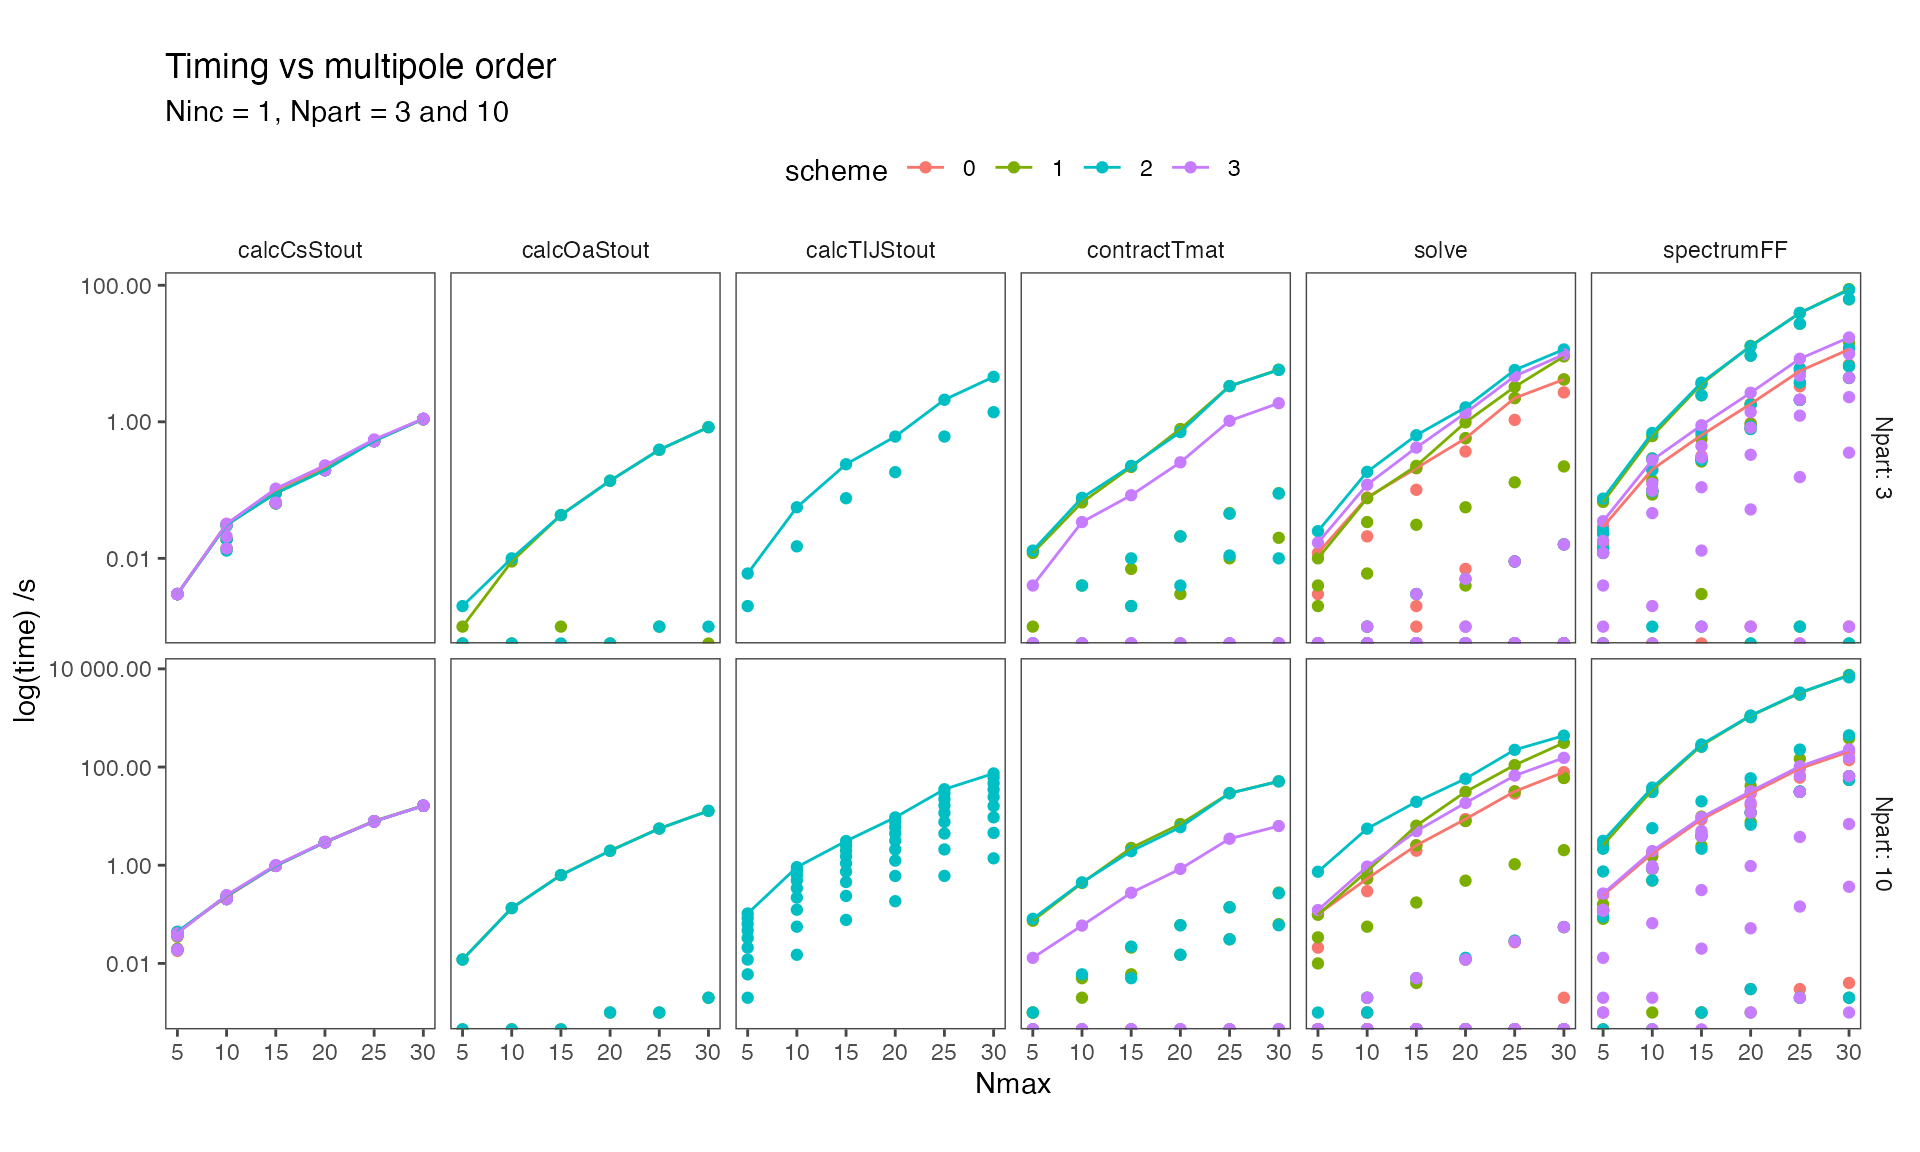 Timing vs multipole order
Ninc = 1, Npart = 3 and 10
scheme 0 1 2 3
calcCsStout calcOaStout calcTIJStout contractTmat solve spectrumFF
100.00
1.00
0.01
Npart: 3
10 000.00
100.00
1.00
0.01
Npart: 10
log(time) /s
5 10 15 20 25 30 5 10 15 20 25 30 5 10 15 20 25 30 5 10 15 20 25 30 5 10 15 20 25 30 5 10 15 20 25 30
Nmax